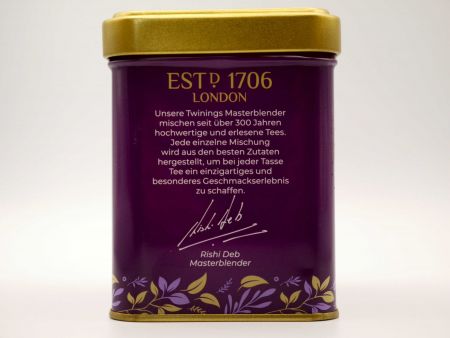 ESTD 1706
LONDON
Unsere Twinings Masterblender
mischen seit über 300 Jahren
hochwertige und erlesene Tees.
Jede einzelne Mischung
wird aus den besten Zutaten
hergestellt, um bei jeder Tasse
Tee ein einzigartiges und
besonderes Geschmackserlebnis
zu schaffen.
Rishi Deb
Rishi Deb
Masterblender